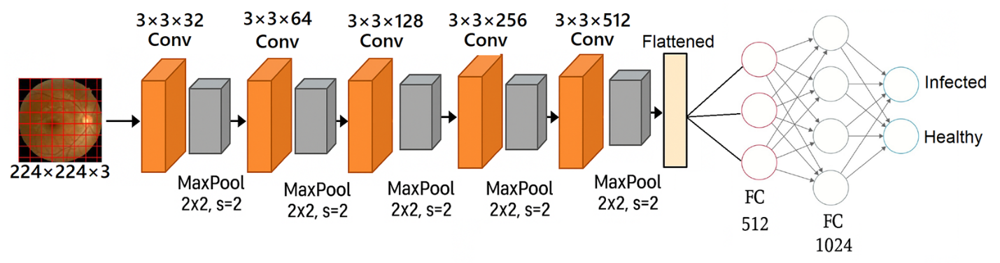 3×3×32
Conv
3×3×64
Conv
3×3×128
Conv
3×3×256
Conv
3×3×512
Conv
Flattened
Infected
Healthy
224×224×3
MaxPool
2x2, s=2
MaxPool
2x2, s=2
MaxPool
2x2, s=2
MaxPool
2x2, s=2
MaxPool
2x2, s=2
FC
512
FC
1024